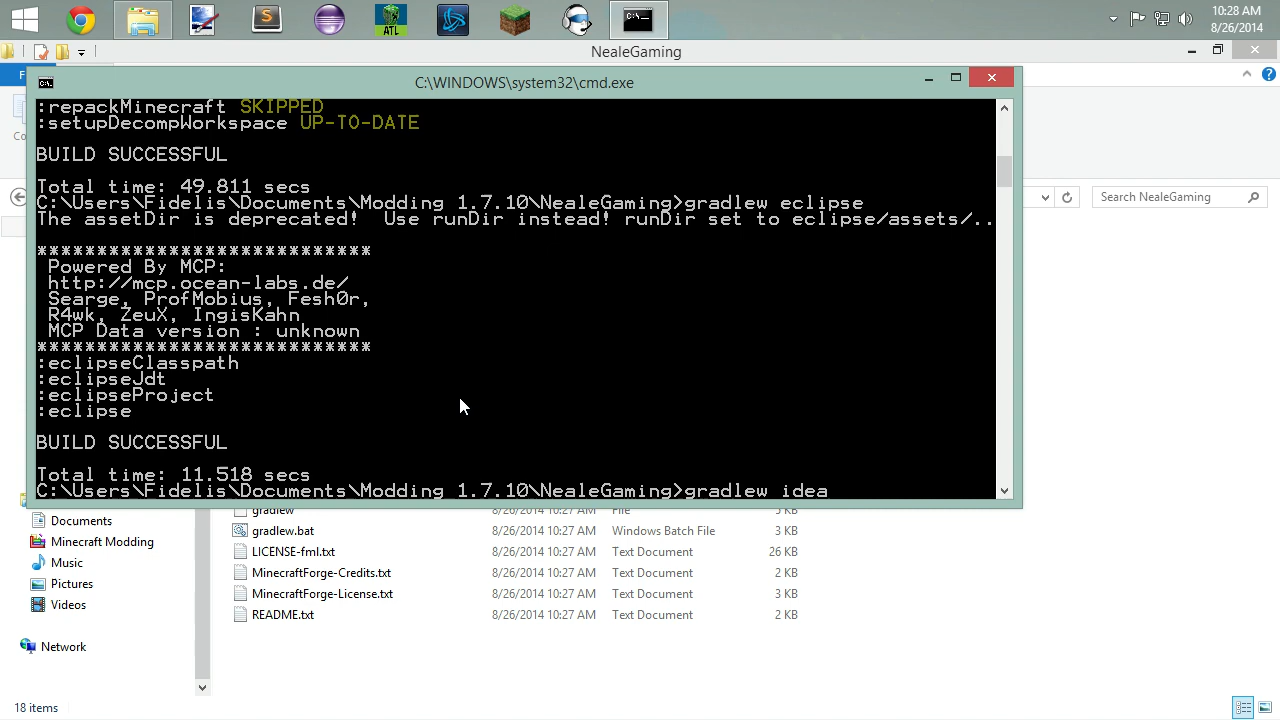 10:28 AM
8/26/2014
ATL
NealeGaming
F
C:\WINDOWS\system32\cmd.exe
:repackMinecraft SKIPPED
:setupDecompWorkspace UP-TO-DATE
BUILD SUCCESSFUL
Total time: 49.811 secs
C:\Users\Fidelis\Documents\Modding 1.7.10\NealeGaming>gradlew eclipse
The assetDir is deprecated!  Use runDir instead! runDir set to eclipse/assets/..
****************************
Powered By MCP:
http://mcp.ocean-labs.de/
Searge, ProfMobius, Fesh0r,
R4wk, ZeuX, IngisKahn
MCP Data version : unknown
****************************
:eclipseClasspath
:eclipseJdt
:eclipseProject
:eclipse
BUILD SUCCESSFUL
Total time: 11.518 secs
C:\Users\Fidelis\Documents\Modding 1.7.10\NealeGaming>gradlew idea
Co
Search NealeGaming
gradlew 8/26/2014 10:27 AM File 5 KB
gradlew.bat 8/26/2014 10:27 AM Windows Batch File 3 KB
LICENSE-fml.txt 8/26/2014 10:27 AM Text Document 26 KB
MinecraftForge-Credits.txt 8/26/2014 10:27 AM Text Document 2 KB
MinecraftForge-License.txt 8/26/2014 10:27 AM Text Document 3 KB
README.txt 8/26/2014 10:27 AM Text Document 2 KB
Documents
Minecraft Modding
Music
Pictures
Videos
Network
18 items